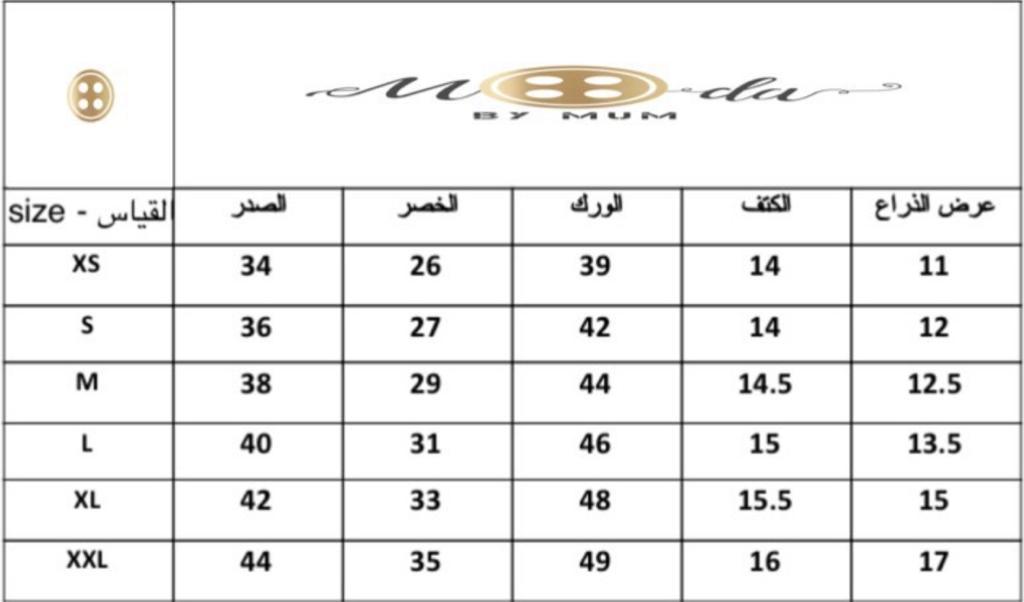 Moda
BY MUM
size - القياس الصدر الخصر الورك الكتف عرض الذراع
XS 34 26 39 14 11
S 36 27 42 14 12
M 38 29 44 14.5 12.5
L 40 31 46 15 13.5
XL 42 33 48 15.5 15
XXL 44 35 49 16 17